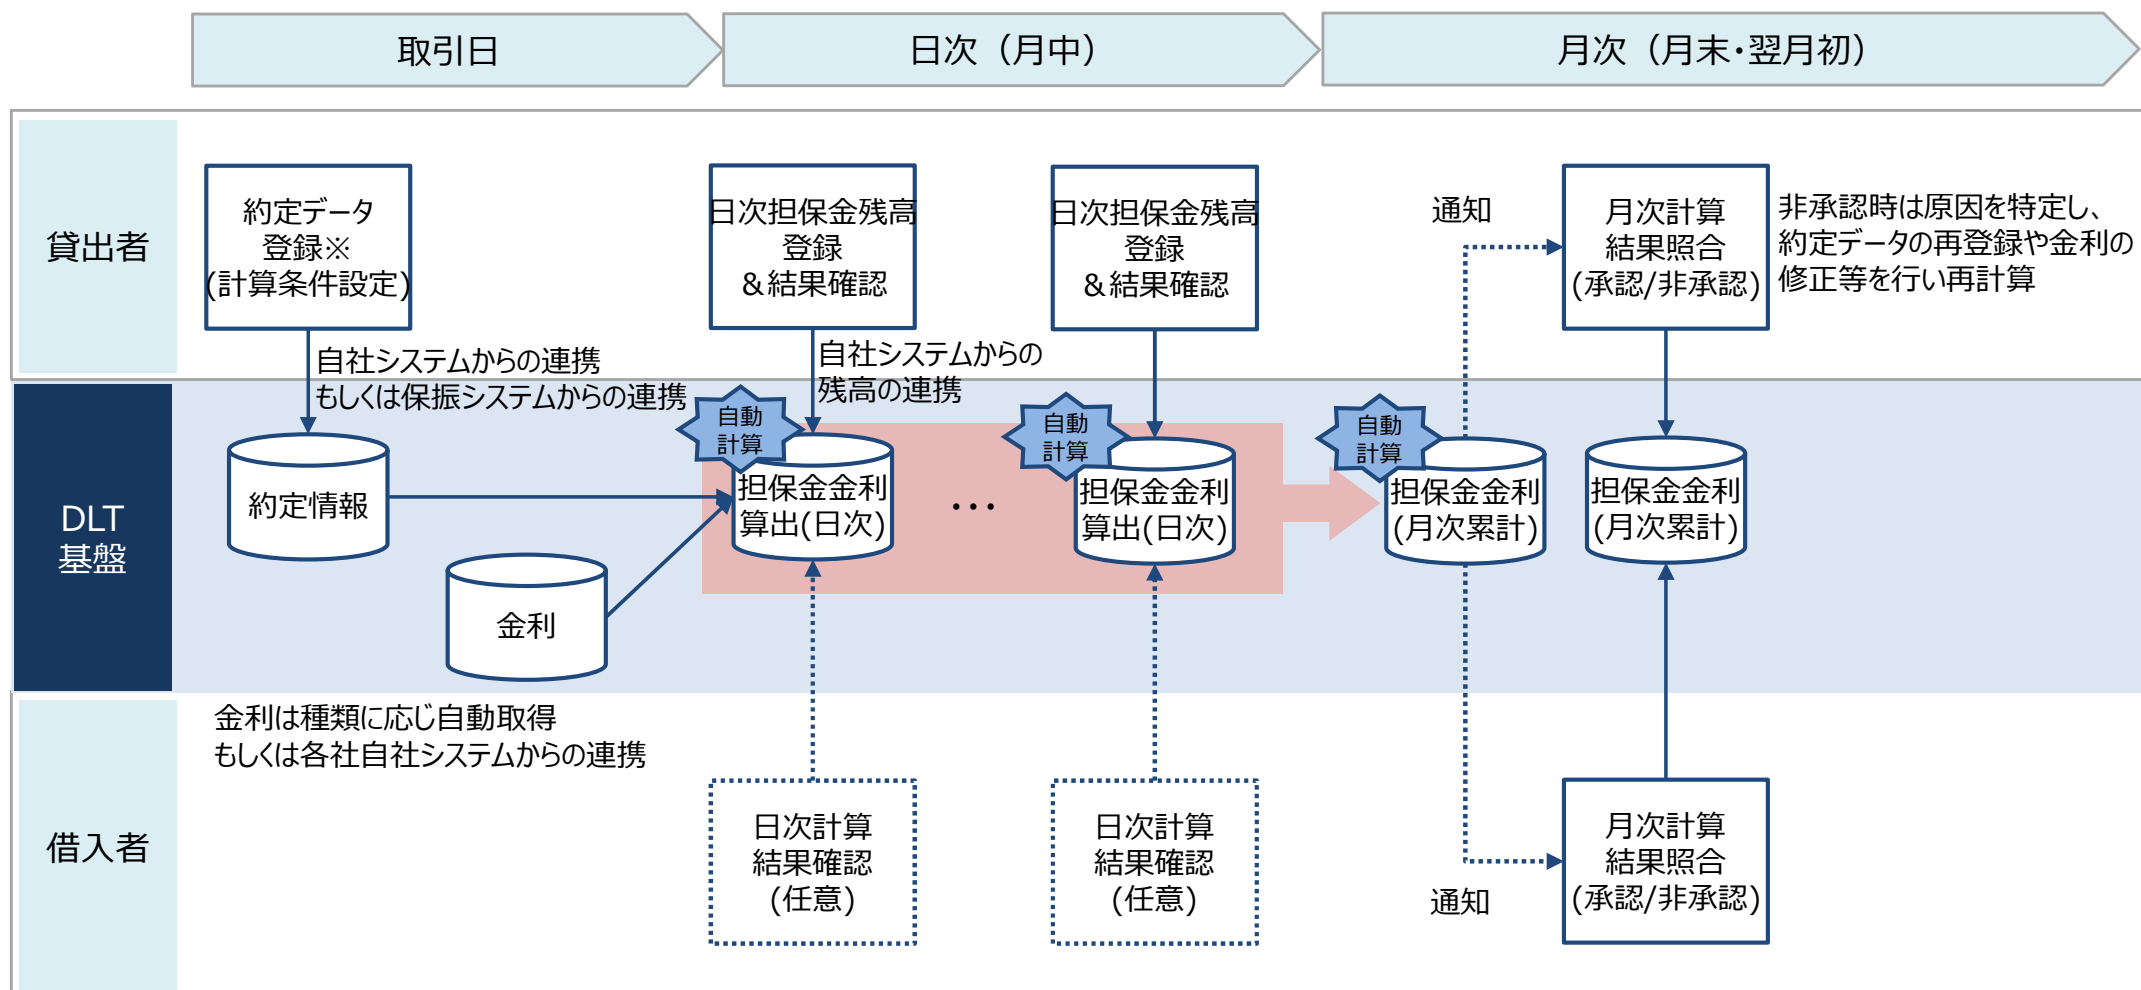 取引日
日次（月中）
月次（月末・翌月初）
貸出者
約定データ
登録※
(計算条件設定)
日次担保金残高
登録
＆結果確認
日次担保金残高
登録
＆結果確認
通知
月次計算
結果照合
(承認/非承認)
非承認時は原因を特定し、
約定データの再登録や金利の
修正等を行い再計算
自社システムからの連携
もしくは保振システムからの連携
自社システムからの
残高の連携
DLT
基盤
約定情報
金利
自動
計算
担保金金利
算出(日次)
…
自動
計算
担保金金利
算出(日次)
自動
計算
担保金金利
(月次累計)
担保金金利
(月次累計)
借入者
金利は種類に応じ自動取得
もしくは各社自社システムからの連携
日次計算
結果確認
(任意)
日次計算
結果確認
(任意)
通知
月次計算
結果照合
(承認/非承認)